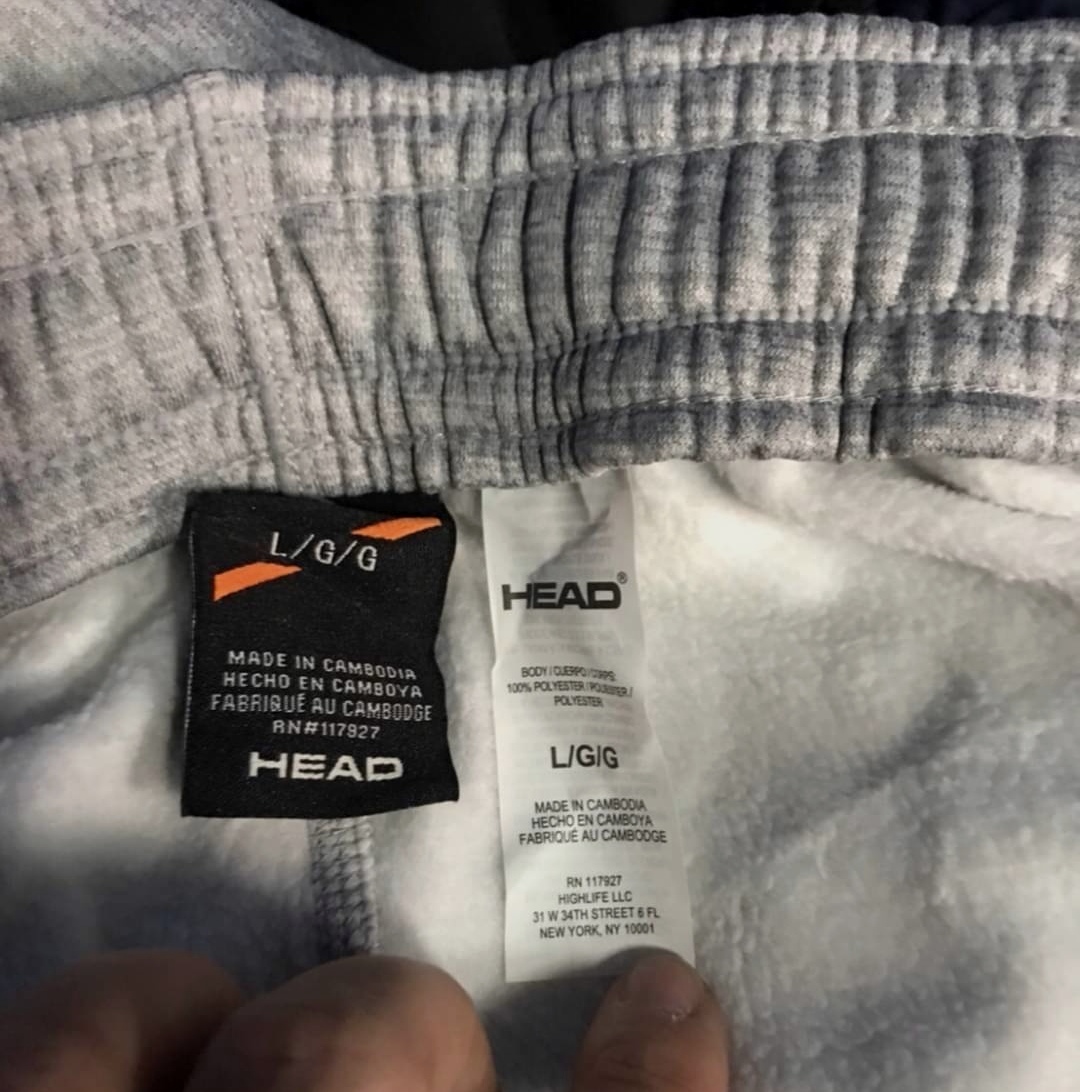 L/G/G
MADE IN CAMBODIA
HECHO EN CAMBOYA
FABRIQUÉ AU CAMBODGE
RN#117927
HEAD
HEAD®
BODY / CUERPO / CORPS:
100% POLYESTER / POLIÉSTER /
POLYESTER
L/G/G
MADE IN CAMBODIA
HECHO EN CAMBOYA
FABRIQUÉ AU CAMBODGE
RN 117927
HIGHLIFE LLC
31 W 34TH STREET 6 FL
NEW YORK, NY 10001